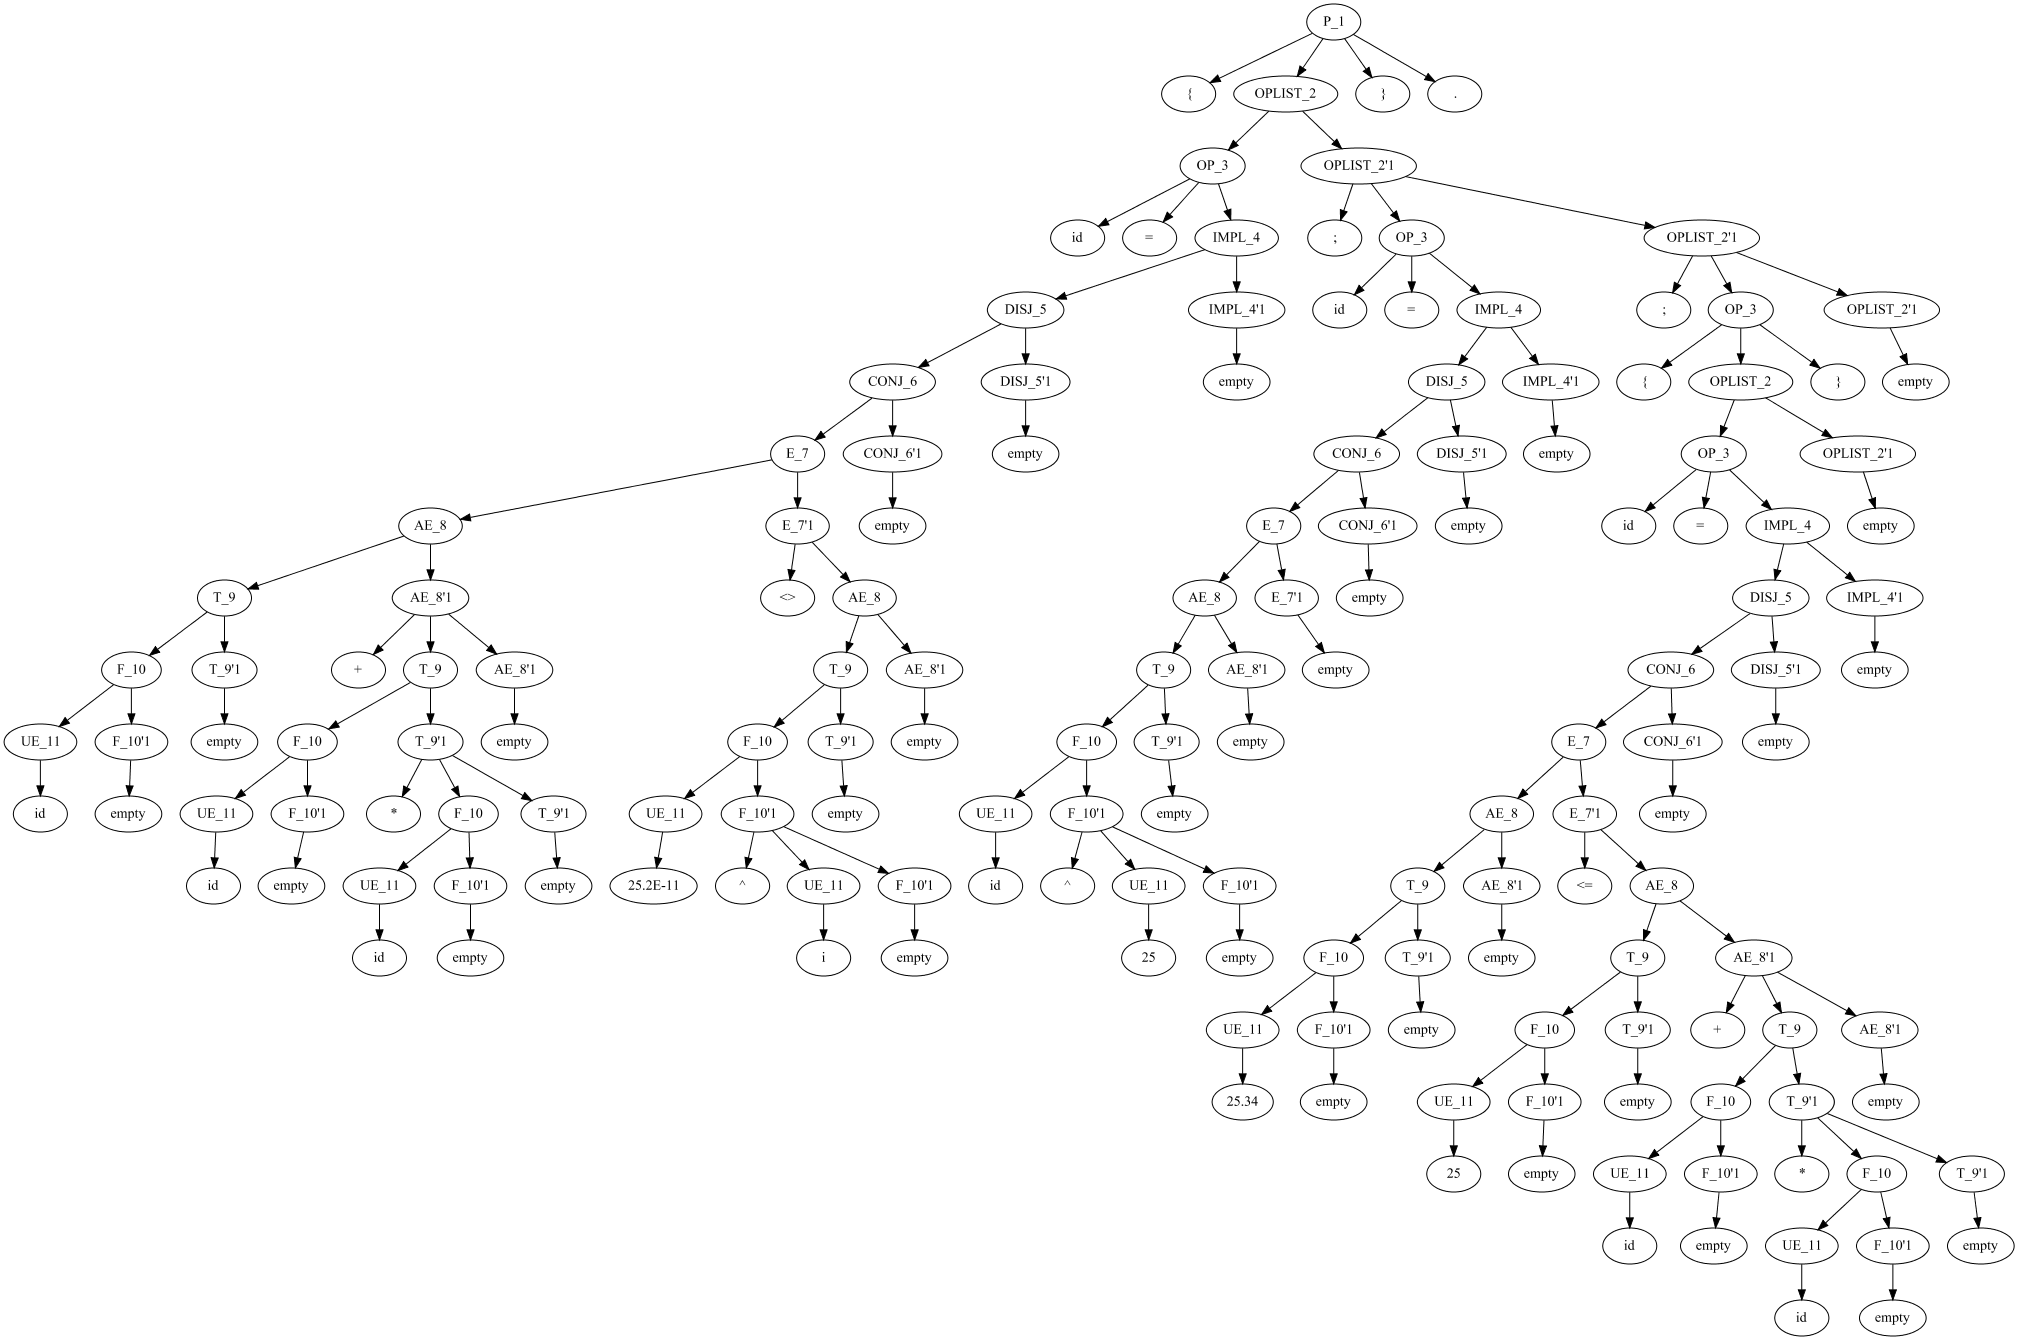 P_1
{ OPLIST_2 } .
OP_3 OPLIST_2'1
id = IMPL_4 ; OP_3 OPLIST_2'1
DISJ_5 IMPL_4'1 id = IMPL_4 ; OP_3 OPLIST_2'1
CONJ_6 DISJ_5'1 empty DISJ_5 IMPL_4'1 { OPLIST_2 } empty
E_7 CONJ_6'1 empty CONJ_6 DISJ_5'1 empty OP_3 OPLIST_2'1
AE_8 E_7'1 empty E_7 CONJ_6'1 empty id = IMPL_4 empty
T_9 AE_8'1 <> AE_8 AE_8 E_7'1 empty DISJ_5 IMPL_4'1
F_10 T_9'1 + T_9 AE_8'1 T_9 AE_8'1 T_9 AE_8'1 empty CONJ_6 DISJ_5'1 empty
UE_11 F_10'1 empty F_10 T_9'1 empty F_10 T_9'1 empty F_10 T_9'1 empty E_7 CONJ_6'1 empty
id empty UE_11 F_10'1 * F_10 T_9'1 UE_11 F_10'1 empty UE_11 F_10'1 empty AE_8 E_7'1 empty
id empty UE_11 F_10'1 empty 25.2E-11 ^ UE_11 F_10'1 id ^ UE_11 F_10'1 T_9 AE_8'1 <= AE_8
id empty i empty 25 empty F_10 T_9'1 empty T_9 AE_8'1
UE_11 F_10'1 empty F_10 T_9'1 + T_9 AE_8'1
25.34 empty UE_11 F_10'1 empty F_10 T_9'1 empty
25 empty UE_11 F_10'1 * F_10 T_9'1
id empty UE_11 F_10'1 empty
id empty